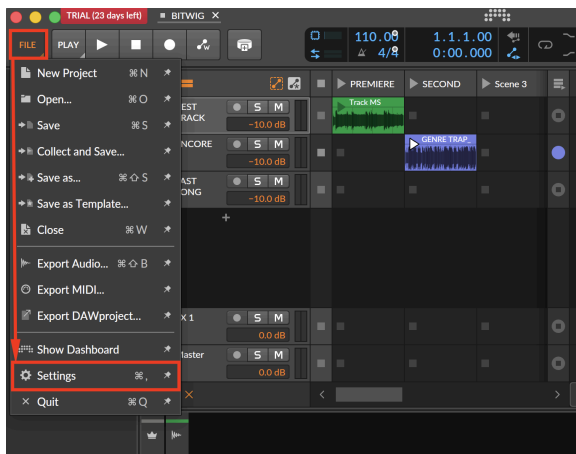 TRIAL (23 days left)
BITWIG ×
FILE
PLAY
110.00
4/4
1.1.1.00
0:00.000
New Project ⌘ N
Open... ⌘ O
Save ⌘ S
Collect and Save...
Save as... ⌘ ⇧ S
Save as Template...
Close ⌘ W
Export Audio... ⌘ ⇧ B
Export MIDI...
Export DAWproject...
Show Dashboard
Settings ⌘ ,
Quit ⌘ Q
PREMIERE
SECOND
Scene 3
EST
RACK
S M
−10.0 dB
Track MS
NCORE
S M
−10.0 dB
GENRE TRAP_
AST
ONG
S M
−10.0 dB
+
X 1
S M
0.0 dB
laster
S M
0.0 dB